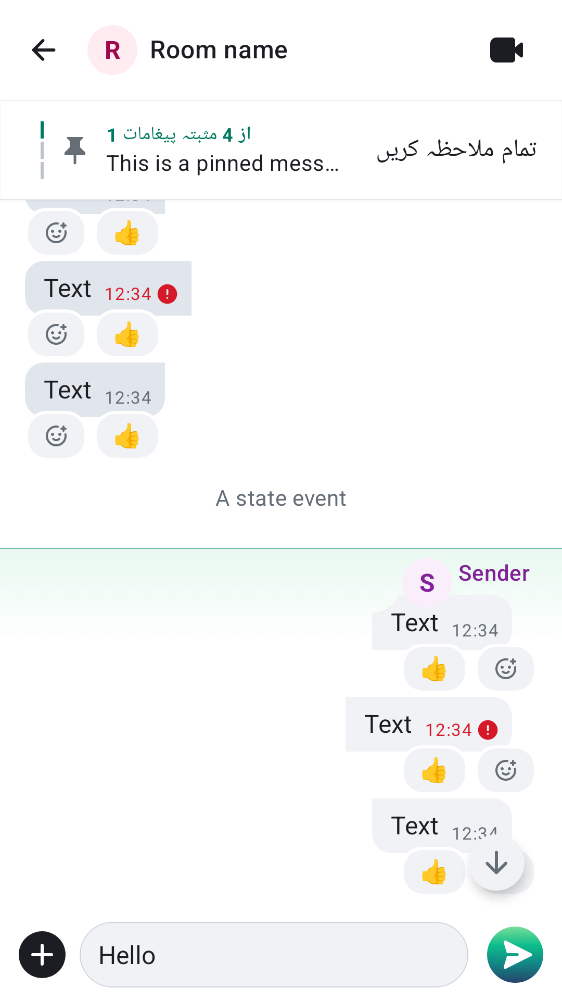 R Room name
1 از 4 مثبتہ پیغامات
This is a pinned mess…
تمام ملاحظہ کریں
Text 12:34
Text 12:34
A state event
S Sender
Text 12:34
Text 12:34
Text 12:34
Hello